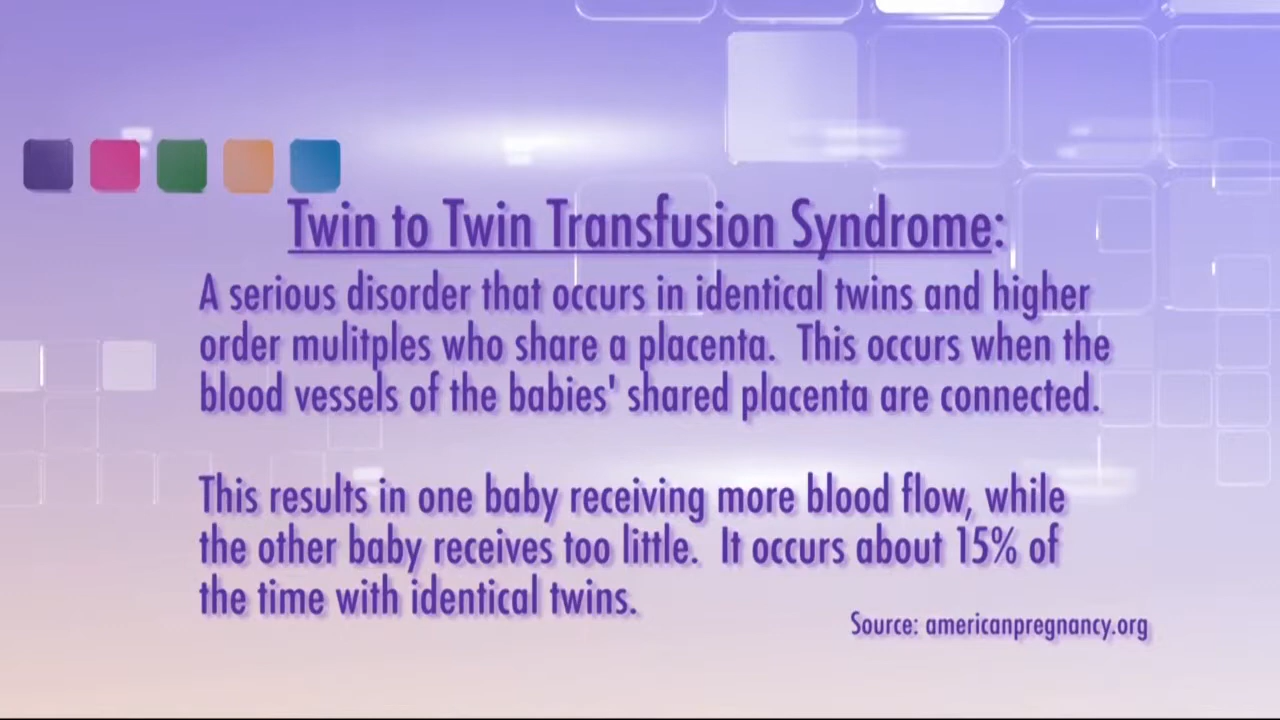 Twin to Twin Transfusion Syndrome:
A serious disorder that occurs in identical twins and higher
order mulitples who share a placenta. This occurs when the
blood vessels of the babies' shared placenta are connected.
This results in one baby receiving more blood flow, while
the other baby receives too little. It occurs about 15% of
the time with identical twins.
Source: americanpregnancy.org